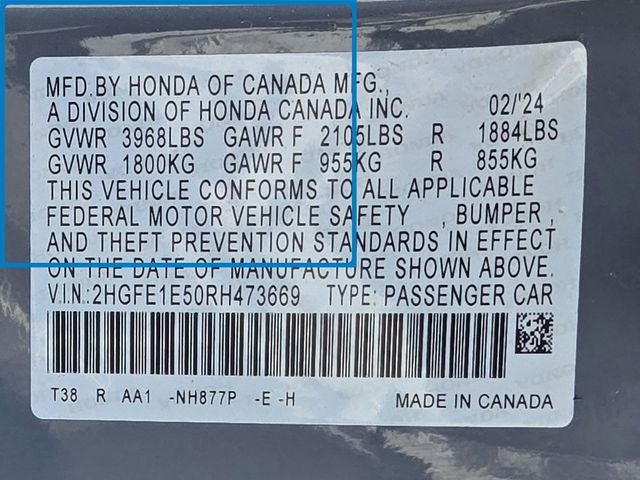 MFD.BY HONDA OF CANADA MFG.,
A DIVISION OF HONDA CANADA INC. 02/'24
GVWR 3968LBS GAWR F 2105LBS R 1884LBS
GVWR 1800KG GAWR F 955KG R 855KG
THIS VEHICLE CONFORMS TO ALL APPLICABLE
FEDERAL MOTOR VEHICLE SAFETY , BUMPER ,
AND THEFT PREVENTION STANDARDS IN EFFECT
ON THE DATE OF MANUFACTURE SHOWN ABOVE.
V.I.N.:2HGFE1E50RH473669 TYPE: PASSENGER CAR
T38 R AA1 -NH877P -E -H MADE IN CANADA